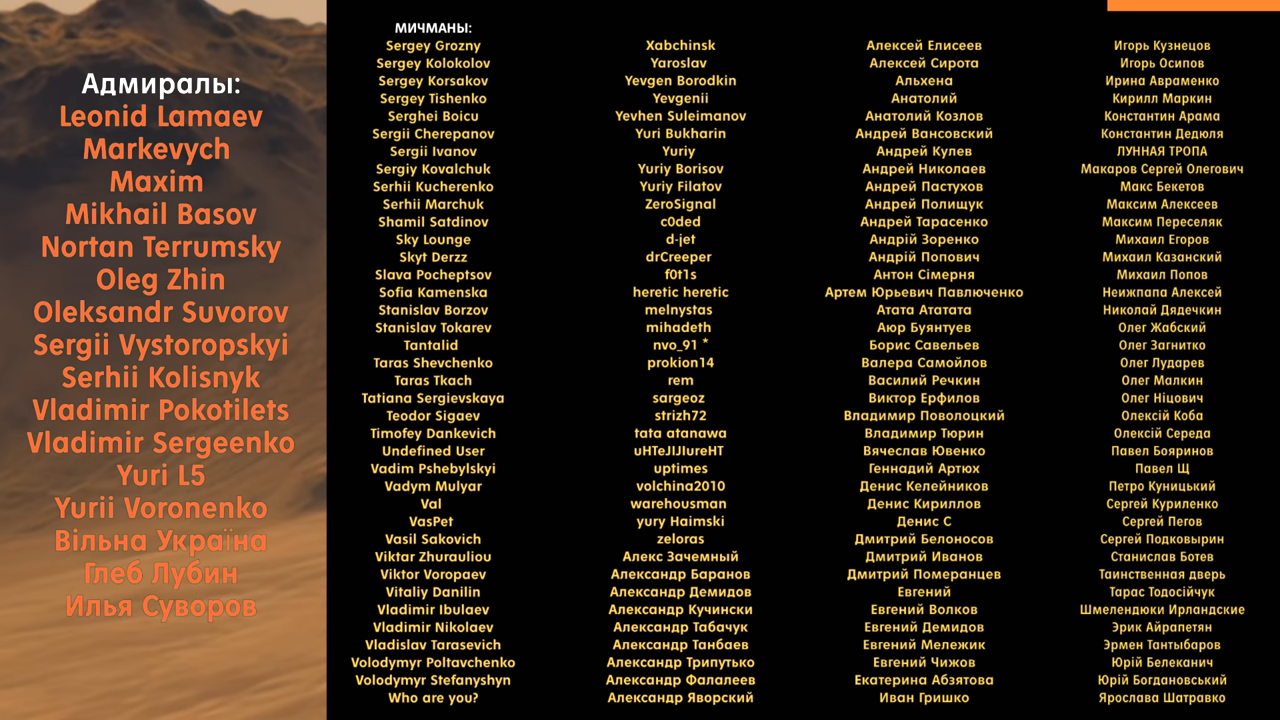 Адмиралы:
Leonid Lamaev
Markevych
Maxim
Mikhail Basov
Nortan Terrumsky
Oleg Zhin
Oleksandr Suvorov
Sergii Vystoropskyi
Serhii Kolisnyk
Vladimir Pokotilets
Vladimir Sergeenko
Yuri L5
Yurii Voronenko
Вільна Україна
Глеб Лубин
Илья Суворов
МИЧМАНЫ:
Sergey Grozny
Sergey Kolokolov
Sergey Korsakov
Sergey Tishenko
Serghei Boicu
Sergii Cherepanov
Sergii Ivanov
Sergiy Kovalchuk
Serhii Kucherenko
Serhii Marchuk
Shamil Satdinov
Sky Lounge
Skyt Derzz
Slava Pocheptsov
Sofia Kamenska
Stanislav Borzov
Stanislav Tokarev
Tantalid
Taras Shevchenko
Taras Tkach
Tatiana Sergievskaya
Teodor Sigaev
Timofey Dankevich
Undefined User
Vadim Pshebylskyi
Vadym Mulyar
Val
VasPet
Vasil Sakovich
Viktar Zhurauliou
Viktor Voropaev
Vitaliy Danilin
Vladimir Ibulaev
Vladimir Nikolaev
Vladislav Tarasevich
Volodymyr Poltavchenko
Volodymyr Stefanyshyn
Who are you?
Xabchinsk
Yaroslav
Yevgen Borodkin
Yevgenii
Yevhen Suleimanov
Yuri Bukharin
Yuriy
Yuriy Borisov
Yuriy Filatov
ZeroSignal
c0ded
d-jet
drCreeper
f0t1s
heretic heretic
melnystas
mihadeth
nvo_91 *
prokion14
rem
sargeoz
strizh72
tata atanawa
uHTeJIJIureHT
uptimes
volchina2010
warehousman
yury Haimski
zeloras
Алекс Зачемный
Александр Баранов
Александр Демидов
Александр Кучински
Александр Табачук
Александр Танбаев
Александр Трипутько
Александр Фалалеев
Александр Яворский
Алексей Елисеев
Алексей Сирота
Альхена
Анатолий
Анатолий Козлов
Андрей Вансовский
Андрей Кулев
Андрей Николаев
Андрей Пастухов
Андрей Полищук
Андрей Тарасенко
Андрій Зоренко
Андрій Попович
Антон Сімерня
Артем Юрьевич Павлюченко
Атата Ататата
Аюр Буянтуев
Борис Савельев
Валера Самойлов
Василий Речкин
Виктор Ерфилов
Владимир Поволоцкий
Владимир Тюрин
Вячеслав Ювенко
Геннадий Артюх
Денис Келейников
Денис Кириллов
Денис С
Дмитрий Белоносов
Дмитрий Иванов
Дмитрий Померанцев
Евгений
Евгений Волков
Евгений Демидов
Евгений Мележик
Евгений Чижов
Екатерина Абзятова
Иван Гришко
Игорь Кузнецов
Игорь Осипов
Ирина Авраменко
Кирилл Маркин
Константин Арама
Константин Дедюля
ЛУННАЯ ТРОПА
Макаров Сергей Олегович
Макс Бекетов
Максим Алексеев
Максим Переселяк
Михаил Егоров
Михаил Казанский
Михаил Попов
Неижпапа Алексей
Николай Дядечкин
Олег Жабский
Олег Загнитко
Олег Лударев
Олег Малкин
Олег Ніцович
Олексій Коба
Олексій Середа
Павел Бояринов
Павел Щ
Петро Куницький
Сергей Куриленко
Сергей Пегов
Сергей Подковырин
Станислав Ботев
Таинственная дверь
Тарас Тодосійчук
Шмелендюки Ирландские
Эрик Айрапетян
Эрмен Тантыбаров
Юрій Белеканич
Юрій Богдановський
Ярослава Шатравко